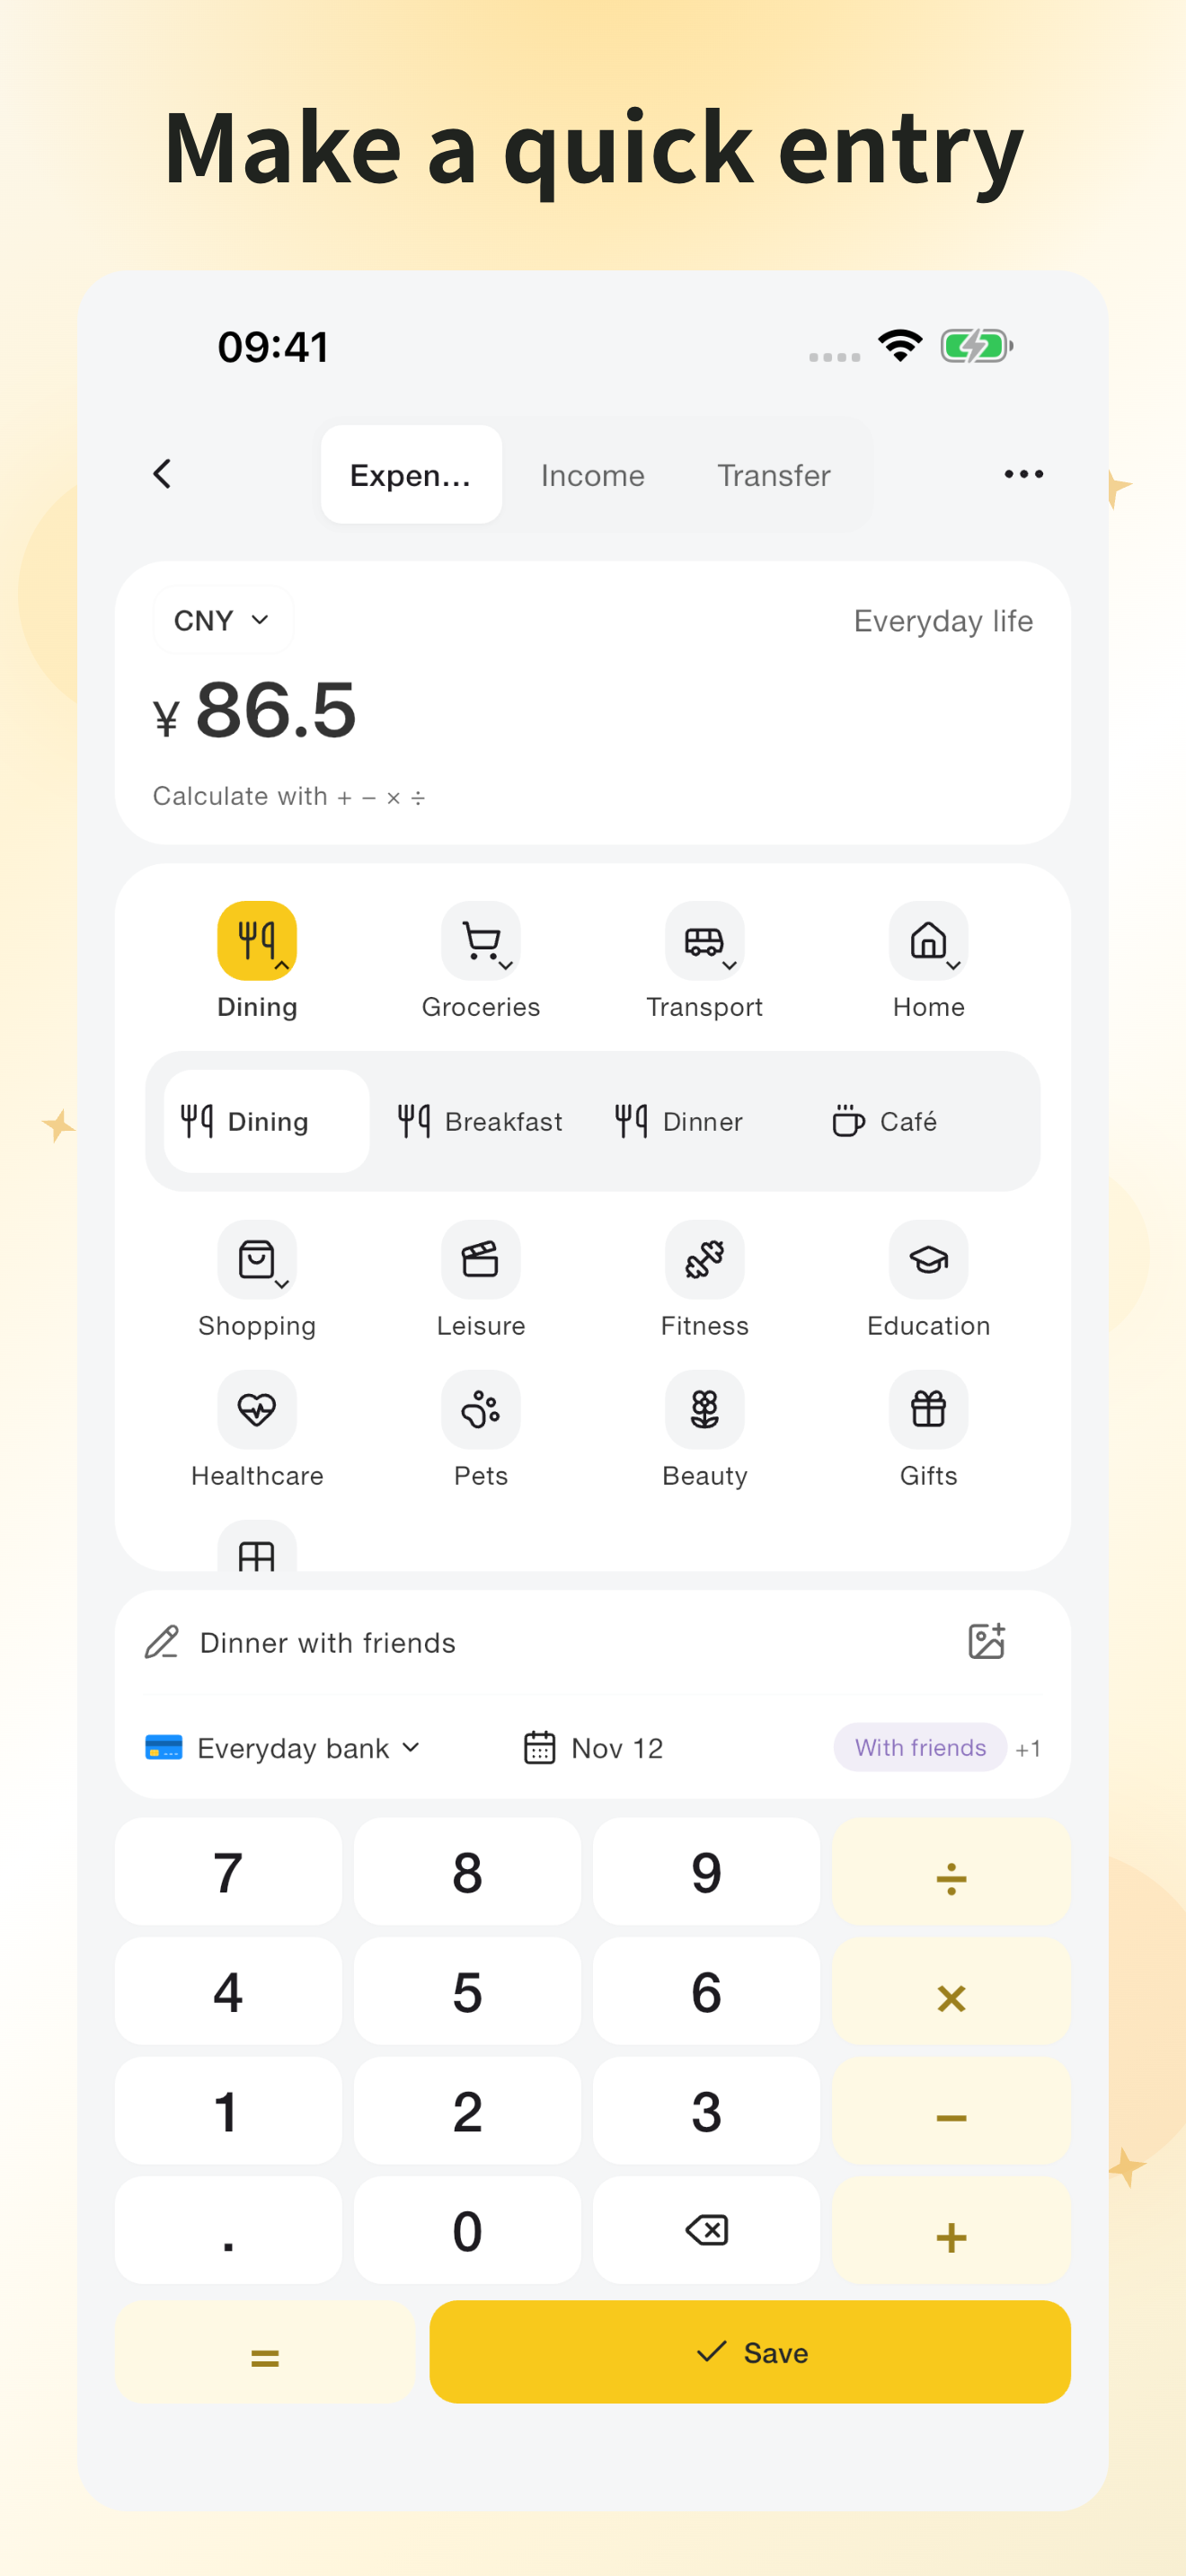 Make a quick entry
09:41
Expen... Income Transfer
CNY Everyday life
¥ 86.5
Calculate with + − × ÷
Dining Groceries Transport Home
Dining Breakfast Dinner Café
Shopping Leisure Fitness Education
Healthcare Pets Beauty Gifts
Dinner with friends
Everyday bank Nov 12 With friends +1
7 8 9 ÷
4 5 6 ×
1 2 3 −
. 0 +
= Save